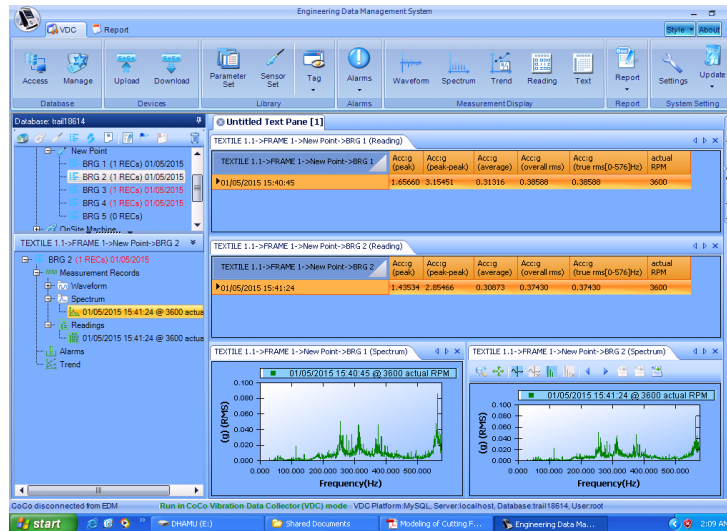 Engineering Data Management System
VDC Report Style About
Access Manage Upload Download Parameter Set Sensor Set Tag Alarms Waveform Spectrum Trend Reading Text Report Settings Update
Database Devices Library Alarms Measurement Display Report System Setting
Database: trail18614
Untitled Text Pane [1]
New Point
BRG 1 (1 RECs) 01/05/2015
BRG 2 (1 RECs) 01/05/2015
BRG 3 (1 RECs) 01/05/2015
BRG 4 (1 RECs) 01/05/2015
BRG 5 (0 RECs)
OnSite Machine
TEXTILE 1.1->FRAME 1->New Point->BRG 2
BRG 2 (1 RECs) 01/05/2015
Measurement Records
Waveform
Spectrum
01/05/2015 15:41:24 @ 3600 actua
Readings
01/05/2015 15:41:24 @ 3600 actua
Alarms
Trend
TEXTILE 1.1->FRAME 1->New Point->BRG 1 (Reading)
TEXTILE 1.1->FRAME 1->New Point->BRG 1 Acc:g (peak) Acc:g (peak-peak) Acc:g (average) Acc:g (overall rms) Acc:g (true rms[0-576]Hz) actual RPM
01/05/2015 15:40:45 1.65660 3.15451 0.31316 0.38588 0.38588 3600
TEXTILE 1.1->FRAME 1->New Point->BRG 2 (Reading)
TEXTILE 1.1->FRAME 1->New Point->BRG 2 Acc:g (peak) Acc:g (peak-peak) Acc:g (average) Acc:g (overall rms) Acc:g (true rms[0-576]Hz) actual RPM
01/05/2015 15:41:24 1.43534 2.85466 0.30873 0.37430 0.37430 3600
TEXTILE 1.1->FRAME 1->New Point->BRG 1 (Spectrum)
01/05/2015 15:40:45 @ 3600 actual RPM
(g) (RMS)
0.100
0.080
0.060
0.040
0.020
0.000
0.000 100.000 200.000 300.000 400.000 500.000
Frequency(Hz)
TEXTILE 1.1->FRAME 1->New Point->BRG 2 (Spectrum)
01/05/2015 15:41:24 @ 3600 actual RPM
(g) (RMS)
0.100
0.080
0.060
0.040
0.020
0.000
0.000 100.000 200.000 300.000 400.000 500.000
Frequency(Hz)
CoCo disconnected from EDM Run in CoCo Vibration Data Collector (VDC) mode VDC Platform:MySQL, Server:localhost, Database:trail18614, User:root
start DHAMU (E:) Shared Documents Modeling of Cutting F... Engineering Data Ma... 2:09 AM